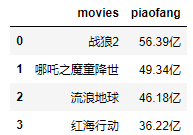 movies piaofang
0 战狼2 56.39亿
1 哪吒之魔童降世 49.34亿
2 流浪地球 46.18亿
3 红海行动 36.22亿